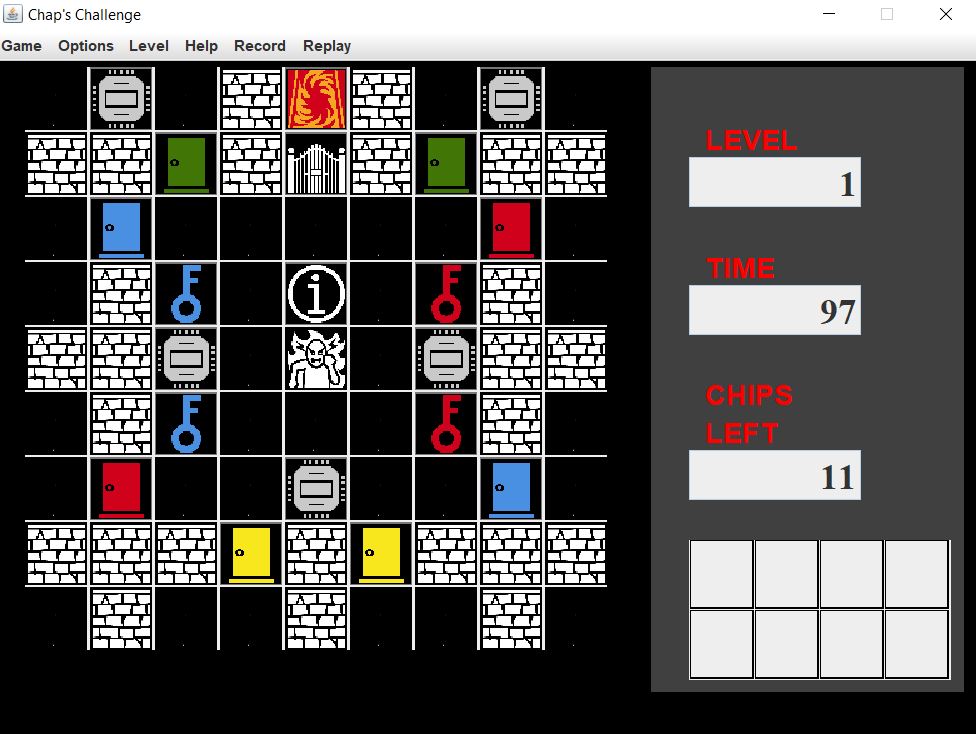 Chap's Challenge
Game Options Level Help Record Replay
LEVEL
1
TIME
97
CHIPS
LEFT
11
i